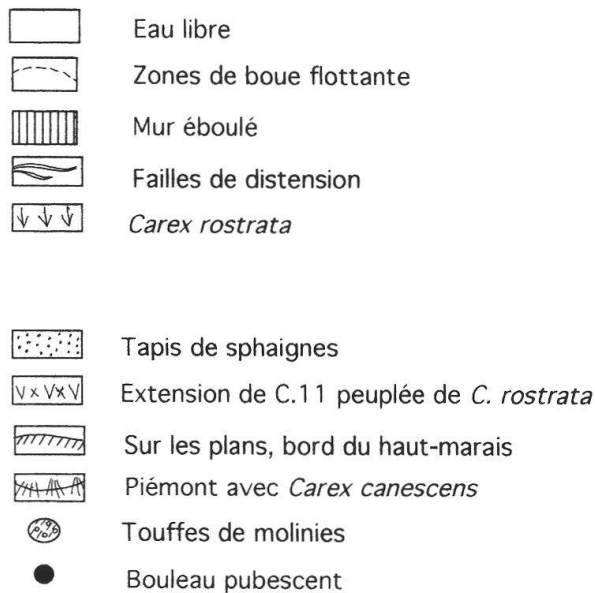 Eau libre
Zones de boue flottante
Mur éboulé
Failles de distension
Carex rostrata
Tapis de sphaignes
Extension de C.11 peuplée de C. rostrata
Sur les plans, bord du haut-marais
Piémont avec Carex canescens
Touffes de molinies
Bouleau pubescent